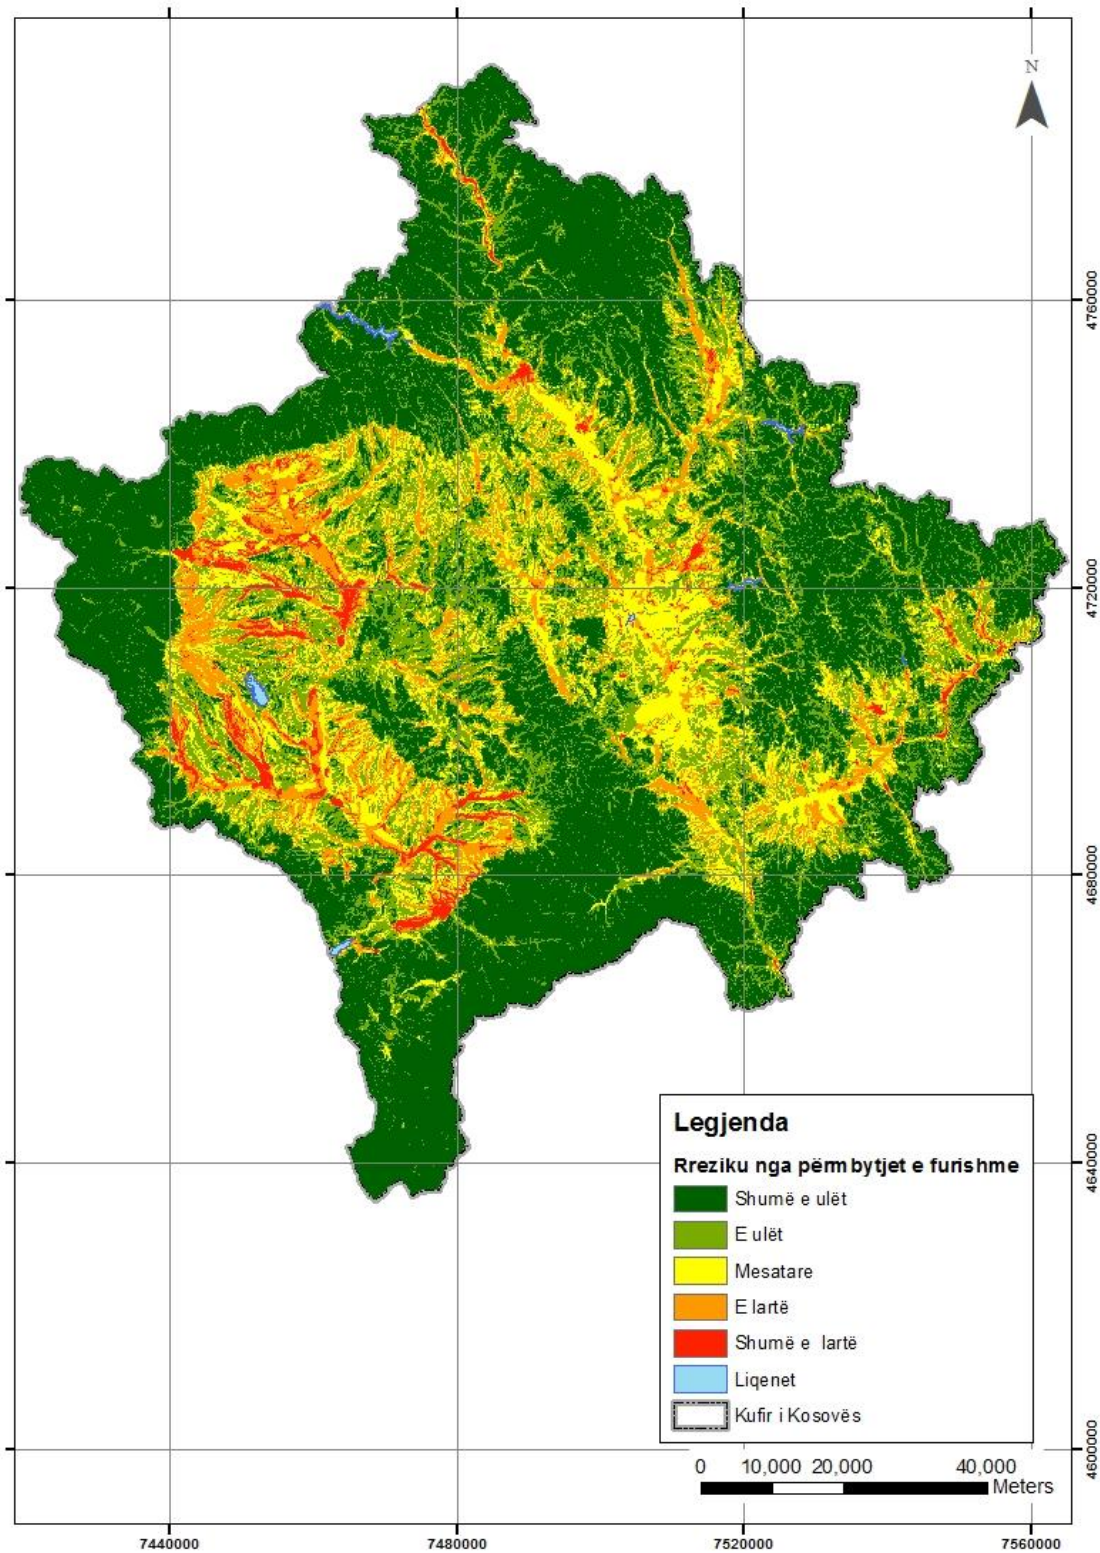 N
4760000
4720000
4680000
4640000
4600000
Legjenda
Rreziku nga përmbytjet e furishme
Shumë e ulët
E ulët
Mesatare
E lartë
Shumë e lartë
Liqenet
Kufir i Kosovës
0 10,000 20,000 40,000
Meters
7440000 7480000 7520000 7560000